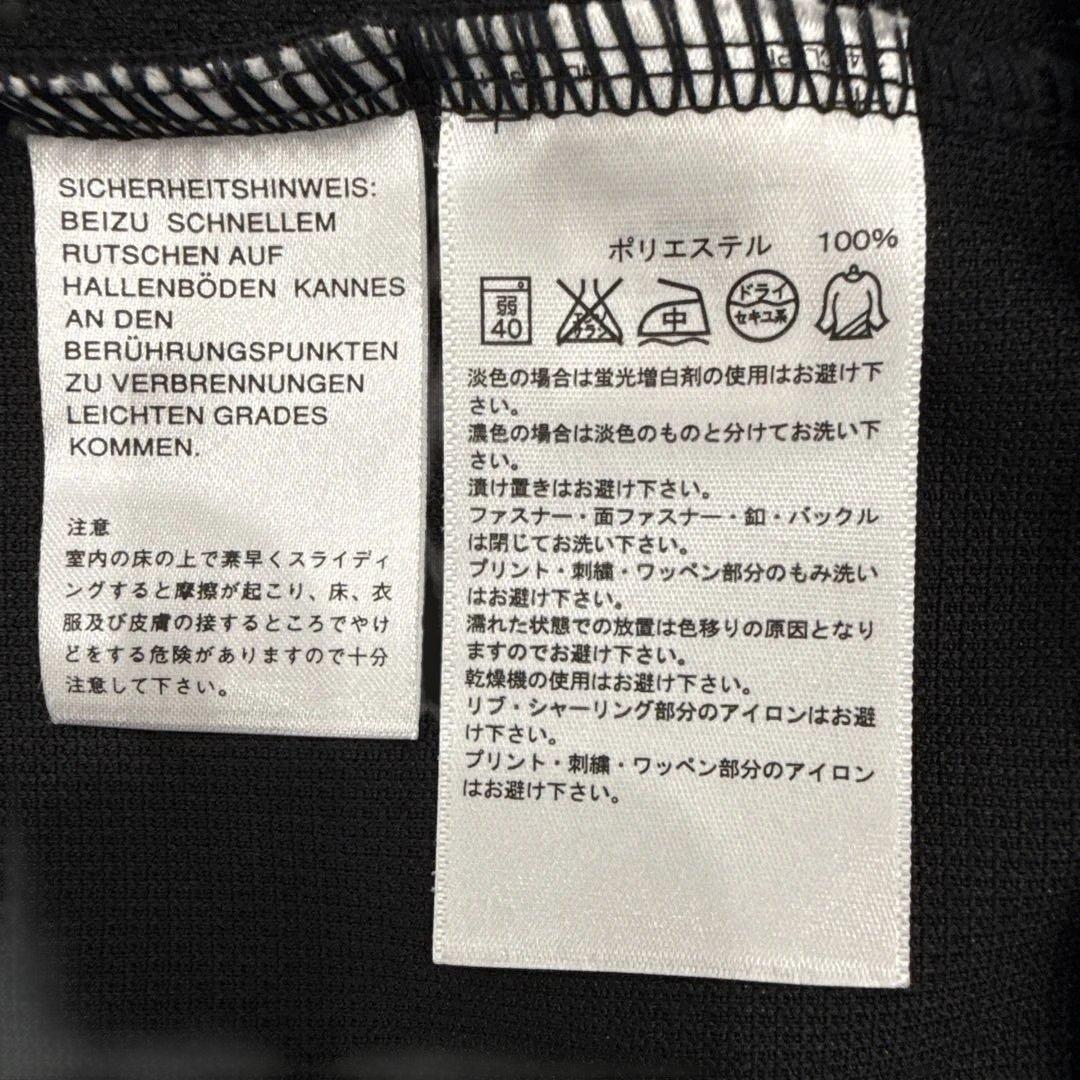 SICHERHEITSHINWEIS:
BEIZU SCHNELLEM
RUTSCHEN AUF
HALLENBÖDEN KANNES
AN DEN
BERÜHRUNGSPUNKTEN
ZU VERBRENNUNGEN
LEICHTEN GRADES
KOMMEN.
注意
室内の床の上で素早くスライディ
ングすると摩擦が起こり、床、衣
服及び皮膚の接するところでやけ
どをする危険がありますので十分
注意して下さい。
ポリエステル 100%
弱
40
中
ドライ
セキユ系
淡色の場合は蛍光増白剤の使用はお避け下
さい。
濃色の場合は淡色のものと分けてお洗い下
さい。
漬け置きはお避け下さい。
ファスナー・面ファスナー・釦・バックル
は閉じてお洗い下さい。
プリント・刺繍・ワッペン部分のもみ洗い
はお避け下さい。
濡れた状態での放置は色移りの原因となり
ますのでお避け下さい。
乾燥機の使用はお避け下さい。
リブ・シャーリング部分のアイロンはお避
け下さい。
プリント・刺繍・ワッペン部分のアイロン
はお避け下さい。